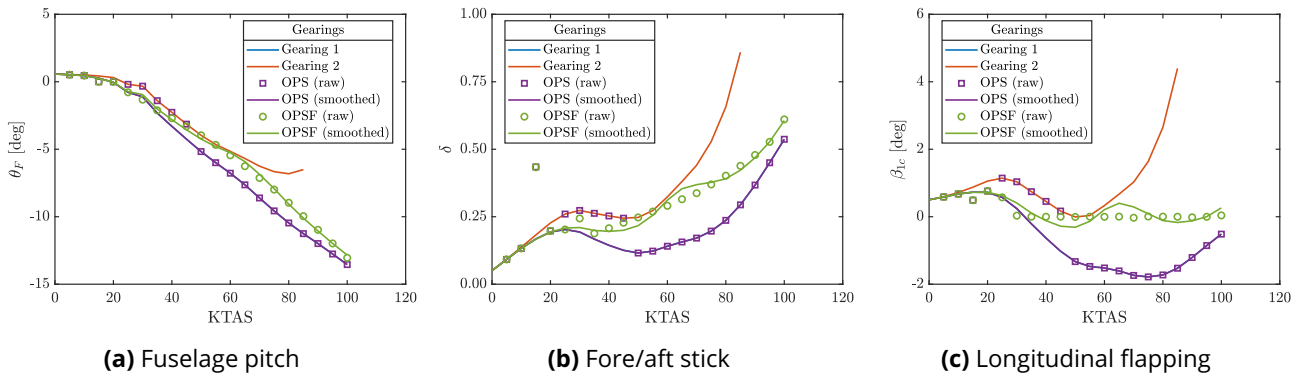 Gearings
Gearing 1
Gearing 2
OPS (raw)
OPS (smoothed)
OPSF (raw)
OPSF (smoothed)
0
-5
-10
-15
θ_F [deg]
0 20 40 60 80 100 120
KTAS
(a) Fuselage pitch
Gearings
Gearing 1
Gearing 2
OPS (raw)
OPS (smoothed)
OPSF (raw)
OPSF (smoothed)
1.00
0.75
0.50
0.25
0.00
δ
0 20 40 60 80 100 120
KTAS
(b) Fore/aft stick
Gearings
Gearing 1
Gearing 2
OPS (raw)
OPS (smoothed)
OPSF (raw)
OPSF (smoothed)
6
4
2
0
-2
β_1c [deg]
0 20 40 60 80 100 120
KTAS
(c) Longitudinal flapping